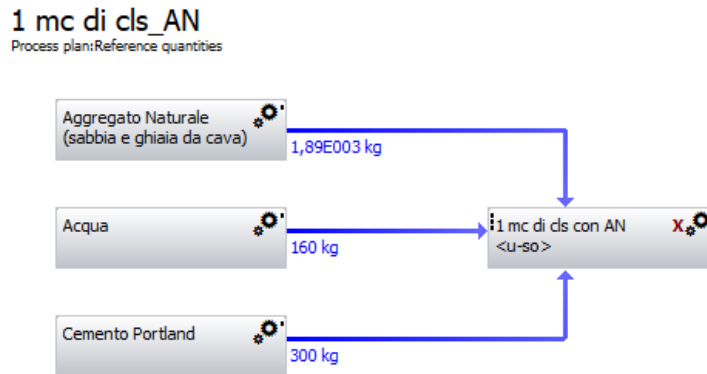 1 mc di cls_AN
Process plan:Reference quantities
Aggregato Naturale
(sabbia e ghiaia da cava)
1,89E003 kg
Acqua
160 kg
1 mc di cls con AN
<u-so>
X
Cemento Portland
300 kg